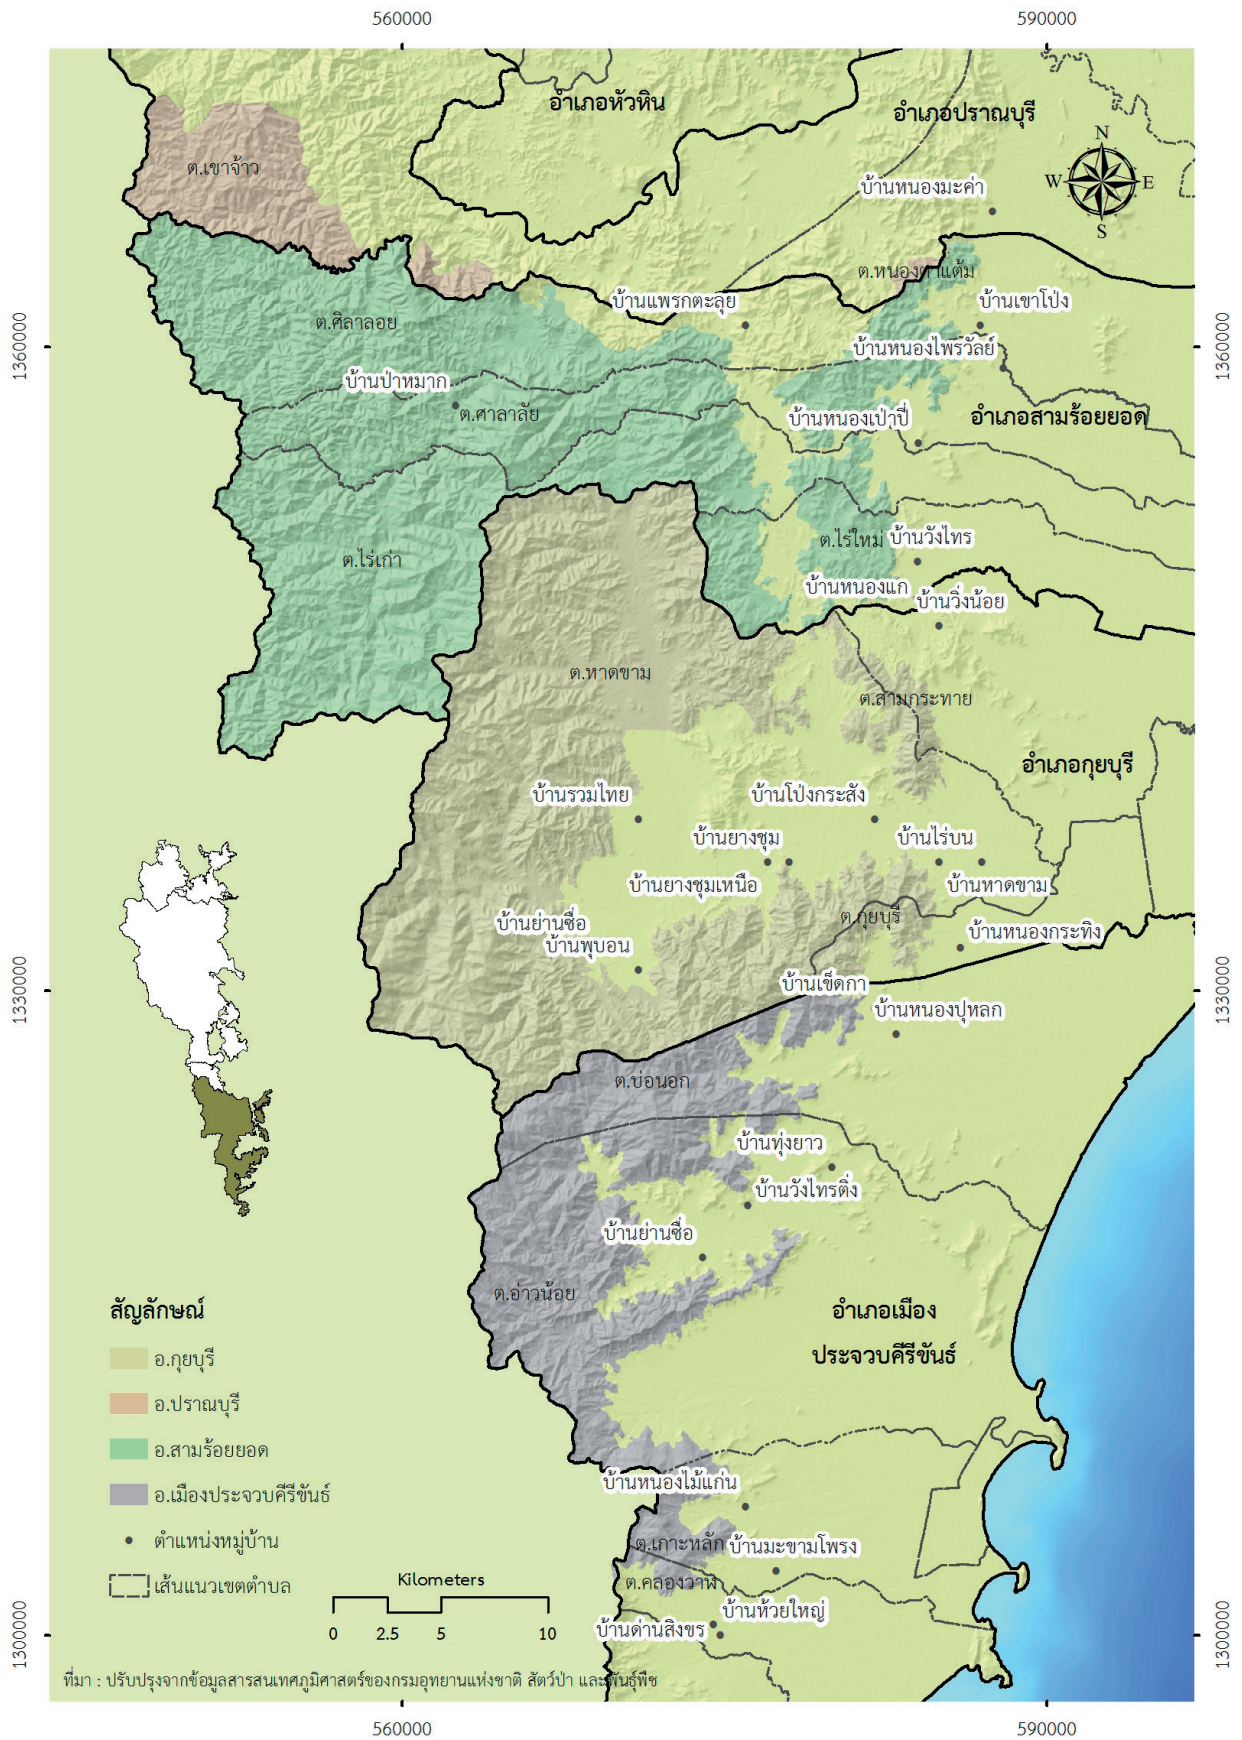 560000
590000
อำเภอหัวหิน
อำเภอปราณบุรี
N
W
E
S
ต.เขาจ้าว
บ้านหนองมะค่า
ต.หนองตาแต้ม
บ้านแพรกตะลุย
บ้านเขาโป่ง
ต.ศิลาลอย
1360000
1360000
บ้านหนองไพรวัลย์
บ้านป่าหมาก
ต.ศาลาลัย
บ้านหนองเป่าปี่
อำเภอสามร้อยยอด
ต.ไร่เก่า
ต.ไร่ใหม่
บ้านวังไทร
บ้านหนองแก
บ้านวิ่งน้อย
ต.หาดขาม
ต.สามกระทาย
อำเภอกุยบุรี
บ้านรวมไทย
บ้านโป่งกระสัง
บ้านยางชุม
บ้านไร่บน
บ้านยางชุมเหนือ
บ้านหาดขาม
บ้านย่านซื่อ
ต.กุยบุรี
บ้านพุบอน
บ้านหนองกระทิง
1330000
1330000
บ้านเข็ดกา
บ้านหนองปุหลก
ต.บ่อนอก
บ้านทุ่งยาว
บ้านวังไทรติ่ง
บ้านย่านซื่อ
ต.อ่าวน้อย
อำเภอเมือง
ประจวบคีรีขันธ์
สัญลักษณ์
อ.กุยบุรี
อ.ปราณบุรี
อ.สามร้อยยอด
อ.เมืองประจวบคีรีขันธ์
ตำแหน่งหมู่บ้าน
เส้นแนวเขตตำบล
บ้านหนองไม้แก่น
ต.เกาะหลัก
บ้านมะขามโพรง
ต.คลองวาฬ
บ้านห้วยใหญ่
บ้านด่านสิงขร
Kilometers
0 2.5 5 10
1300000
1300000
ที่มา : ปรับปรุงจากข้อมูลสารสนเทศภูมิศาสตร์ของกรมอุทยานแห่งชาติ สัตว์ป่า และพันธุ์พืช
560000
590000